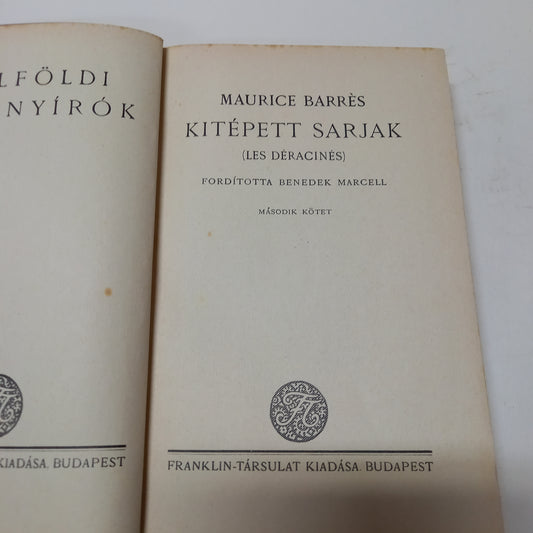 LFÖLDI
NYÍRÓK
KIADÁSA, BUDAPEST
MAURICE BARRÈS
KITÉPETT SARJAK
(LES DÉRACINÉS)
FORDÍTOTTA BENEDEK MARCELL
MÁSODIK KÖTET
FRANKLIN-TÁRSULAT KIADÁSA, BUDAPEST